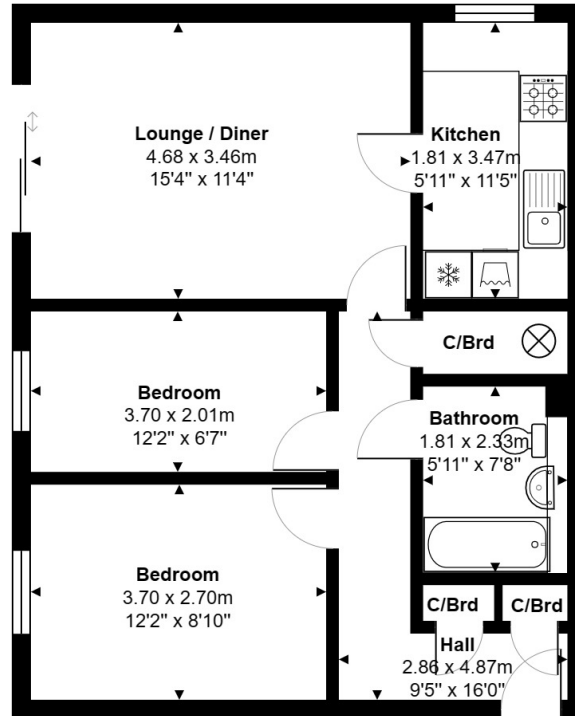 Lounge / Diner
4.68 x 3.46m
15'4" x 11'4"
Kitchen
1.81 x 3.47m
5'11" x 11'5"
C/Brd
Bedroom
3.70 x 2.01m
12'2" x 6'7"
Bathroom
1.81 x 2.33m
5'11" x 7'8"
Bedroom
3.70 x 2.70m
12'2" x 8'10"
C/Brd
C/Brd
Hall
2.86 x 4.87m
9'5" x 16'0"